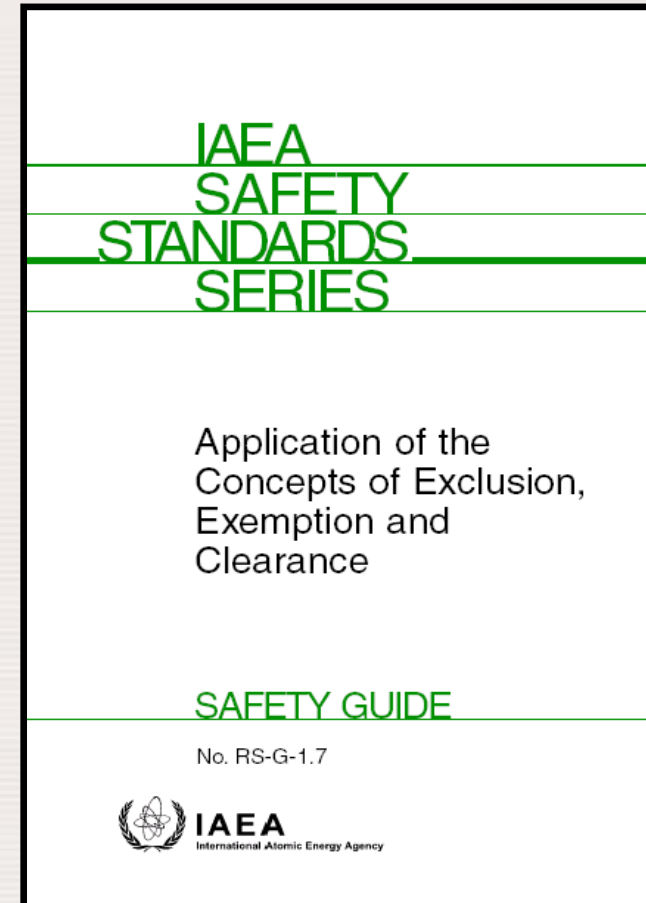 IAEA
SAFETY
STANDARDS
SERIES
Application of the
Concepts of Exclusion,
Exemption and
Clearance
SAFETY GUIDE
No. RS-G-1.7
IAEA
International Atomic Energy Agency